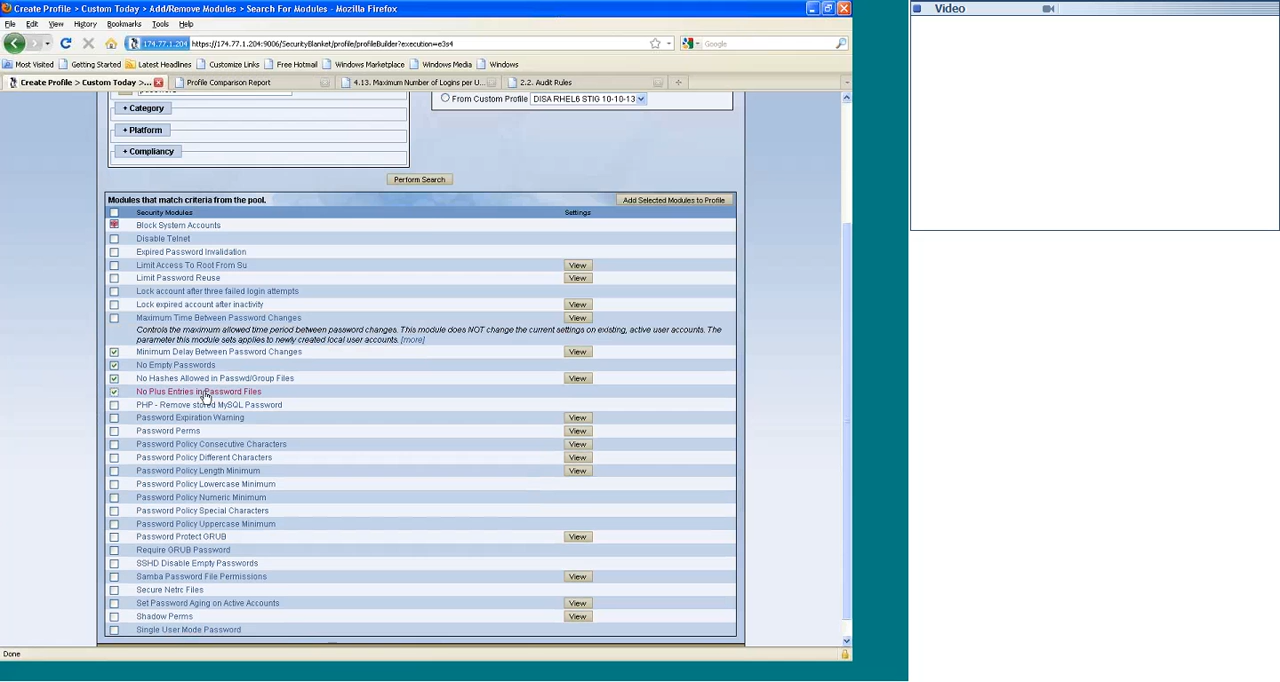 Create Profile > Custom Today > Add/Remove Modules > Search For Modules - Mozilla Firefox
Video
File Edit View History Bookmarks Tools Help
174.77.1.204 https://174.77.1.204:9006/SecurityBlanket/profile/profileBuilder?execution=e3s4
Google
Most Visited Getting Started Latest Headlines Customize Links Free Hotmail Windows Marketplace Windows Media Windows
Create Profile > Custom Today >... Profile Comparison Report 4.13. Maximum Number of Logins per U... 2.2. Audit Rules
From Custom Profile DISA RHEL6 STIG 10-10-13
+ Category
+ Platform
+ Compliancy
Perform Search
Modules that match criteria from the pool. Add Selected Modules to Profile
Security Modules Settings
Block System Accounts
Disable Telnet
Expired Password Invalidation
Limit Access To Root From Su View
Limit Password Reuse View
Lock account after three failed login attempts
Lock expired account after inactivity View
Maximum Time Between Password Changes View
Controls the maximum allowed time period between password changes. This module does NOT change the current settings on existing, active user accounts. The
parameter this module sets applies to newly created local user accounts. [more]
Minimum Delay Between Password Changes View
No Empty Passwords
No Hashes Allowed in Passwd/Group Files View
No Plus Entries in Password Files
PHP - Remove stored MySQL Password
Password Expiration Warning View
Password Perms View
Password Policy Consecutive Characters View
Password Policy Different Characters View
Password Policy Length Minimum View
Password Policy Lowercase Minimum
Password Policy Numeric Minimum
Password Policy Special Characters
Password Policy Uppercase Minimum
Password Protect GRUB View
Require GRUB Password
SSHD Disable Empty Passwords
Samba Password File Permissions View
Secure Netrc Files
Set Password Aging on Active Accounts View
Shadow Perms View
Single User Mode Password
Done